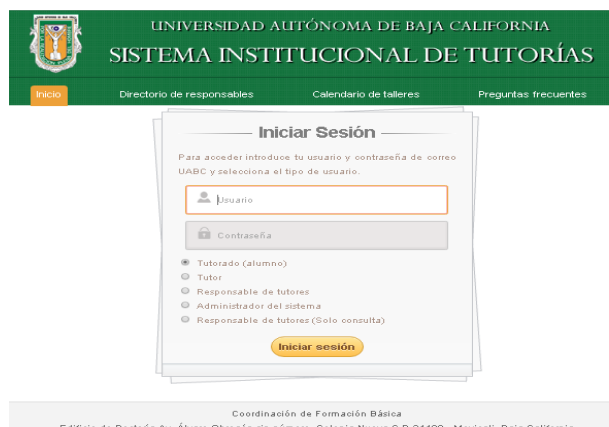 UNIVERSIDAD AUTÓNOMA DE BAJA CALIFORNIA
SISTEMA INSTITUCIONAL DE TUTORÍAS
Inicio Directorio de responsables Calendario de talleres Preguntas frecuentes
Iniciar Sesión
Para acceder introduce tu usuario y contraseña de correo
UABC y selecciona el tipo de usuario.
Usuario
Contraseña
Tutorado (alumno)
Tutor
Responsable de tutores
Administrador del sistema
Responsable de tutores (Solo consulta)
Iniciar sesión
Coordinación de Formación Básica